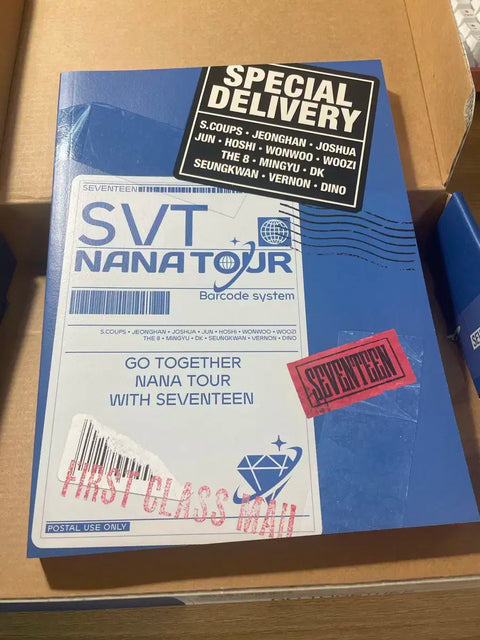 SPECIAL
DELIVERY
S.COUPS • JEONGHAN • JOSHUA
JUN • HOSHI • WONWOO • WOOZI
THE 8 • MINGYU • DK
SEUNGKWAN • VERNON • DINO
SEVENTEEN
SVT
NANA TOUR
Barcode system
S.COUPS • JEONGHAN • JOSHUA • JUN • HOSHI • WONWOO • WOOZI
THE 8 • MINGYU • DK • SEUNGKWAN • VERNON • DINO
GO TOGETHER
NANA TOUR
WITH SEVENTEEN
SEVENTEEN
FIRST CLASS MAIL
POSTAL USE ONLY